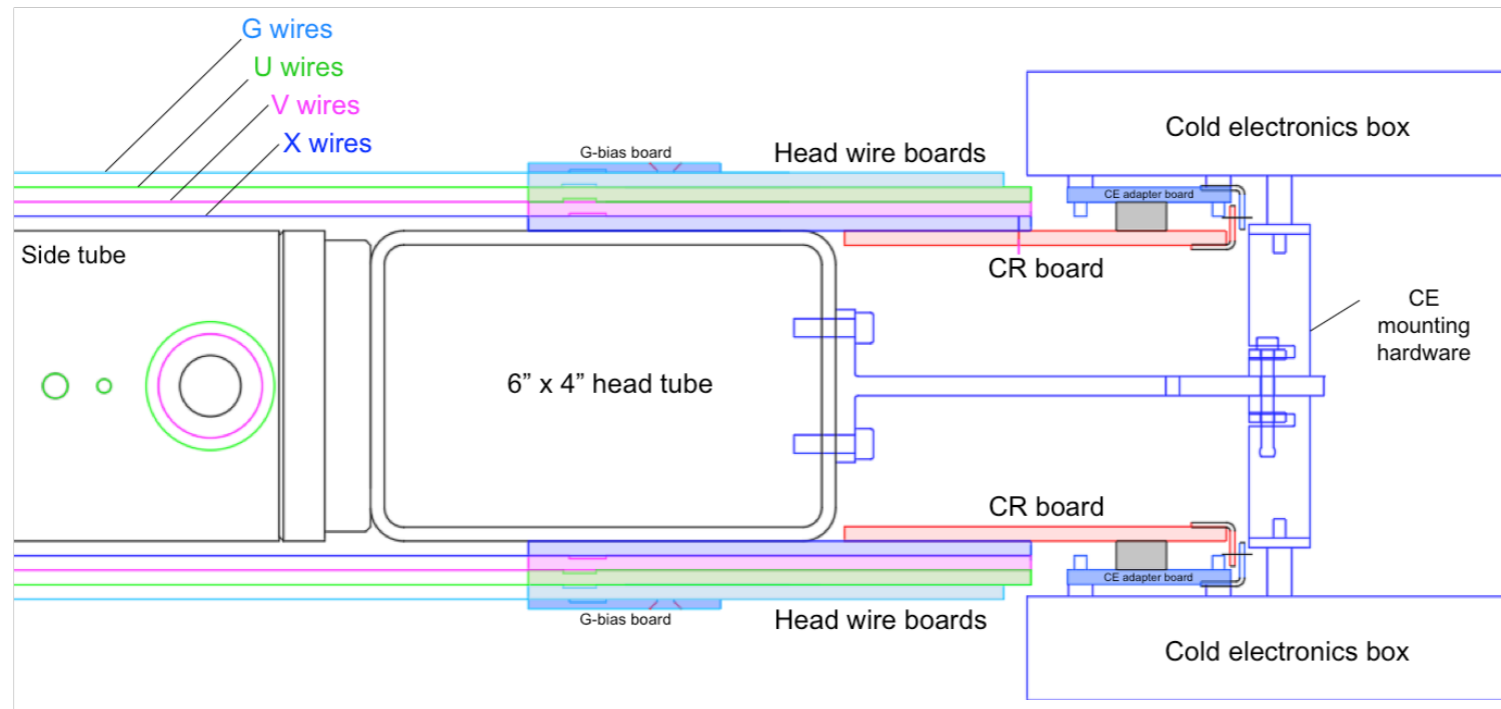 G wires
U wires
V wires
X wires
G-bias board
Head wire boards
Cold electronics box
CE adapter board
Side tube
CR board
CE
mounting
hardware
6” x 4” head tube
CR board
CE adapter board
G-bias board
Head wire boards
Cold electronics box